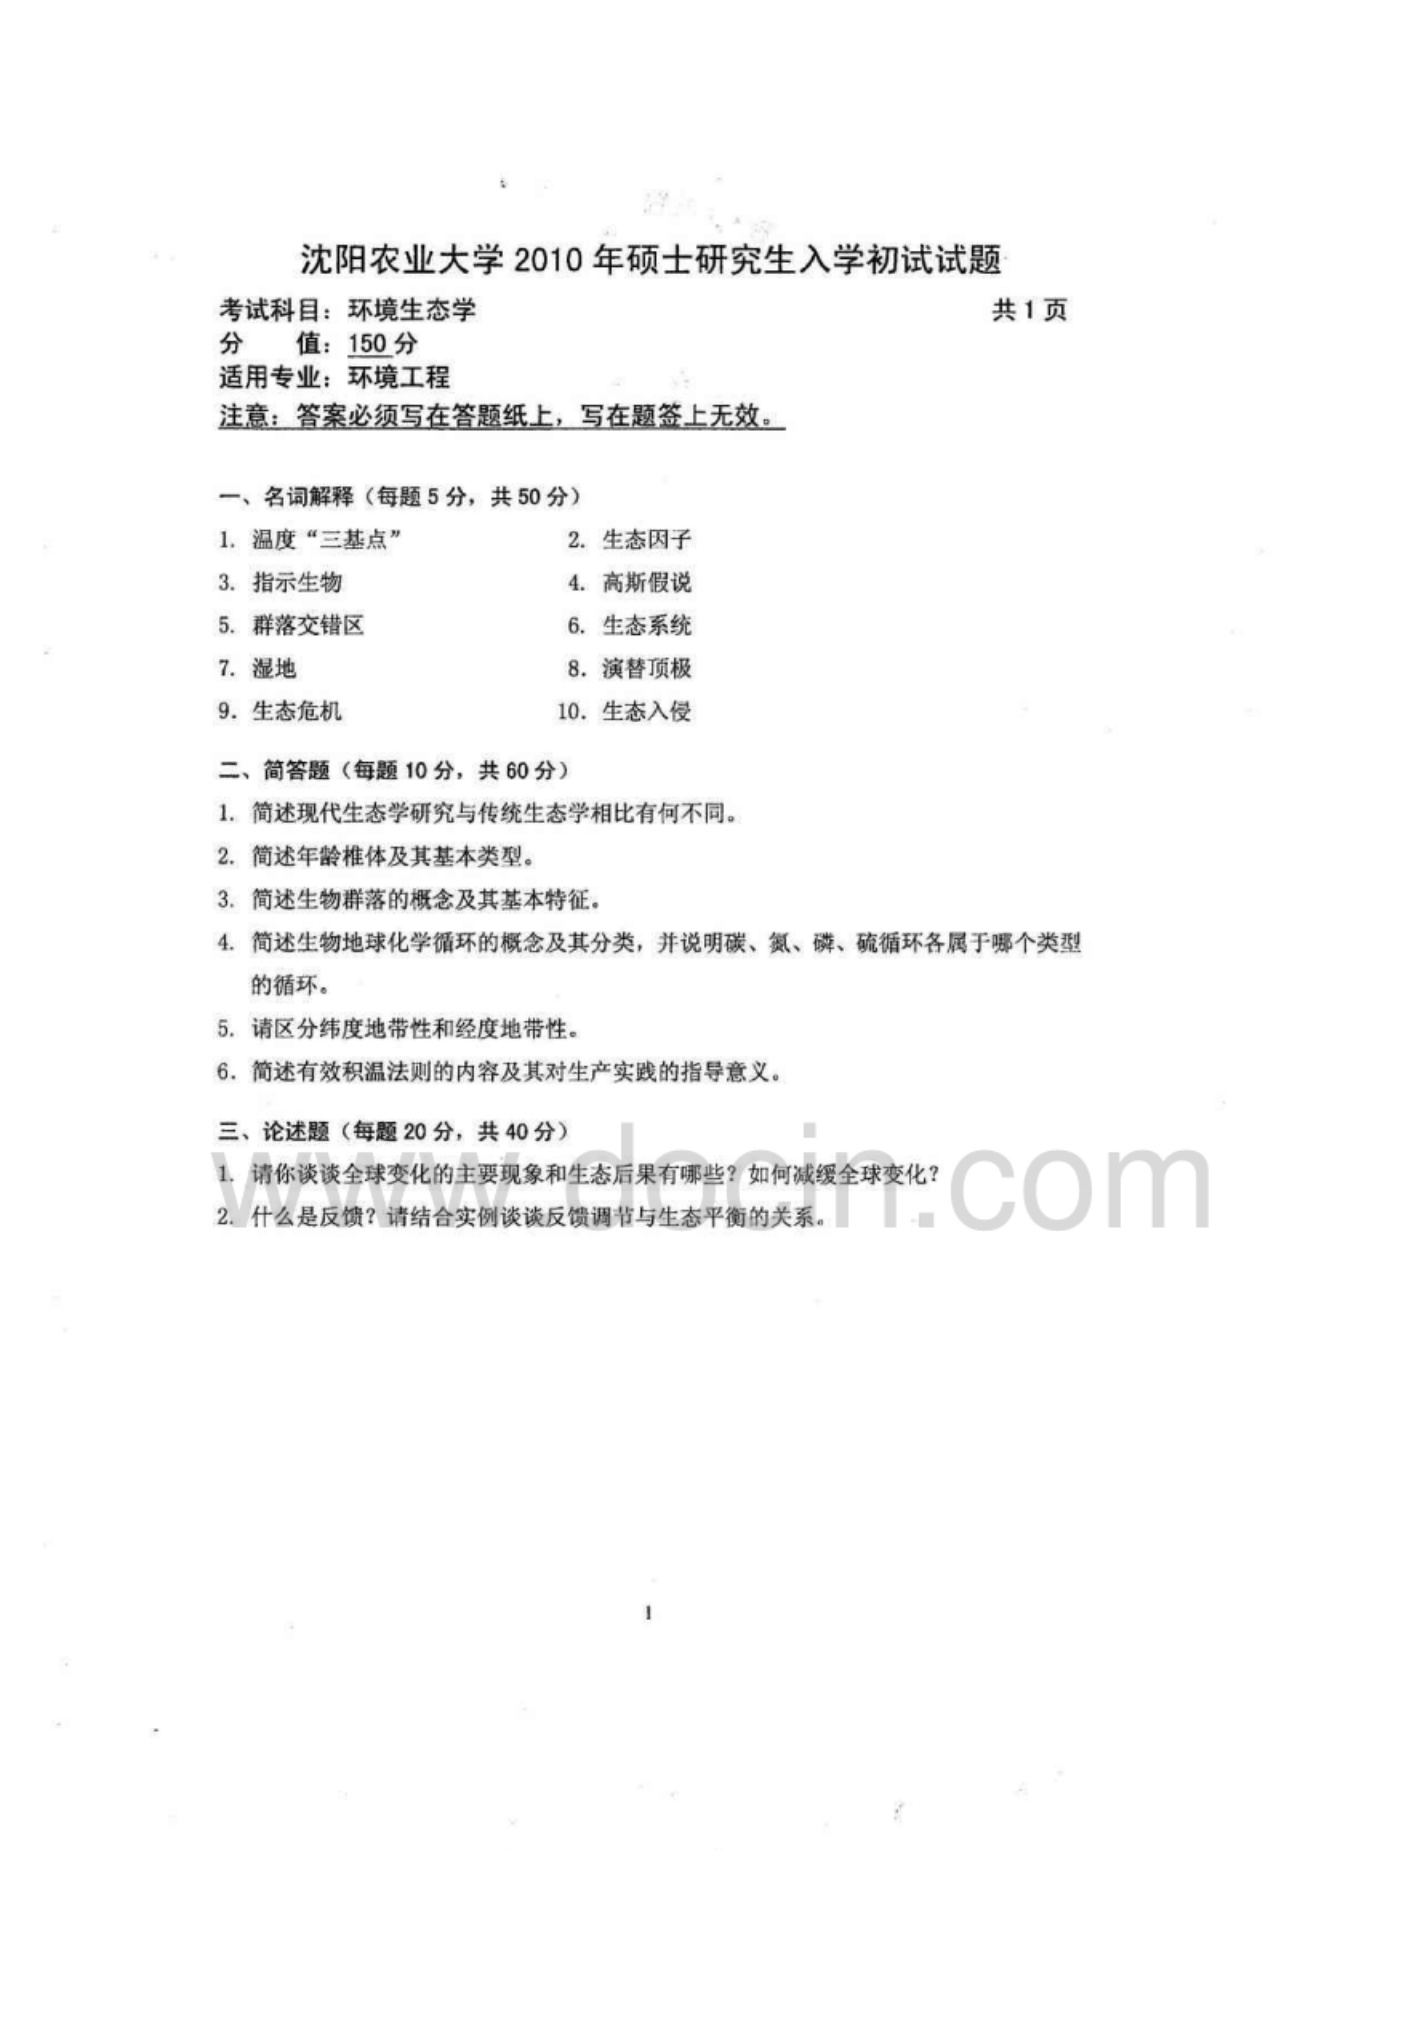 沈阳农业大学 2010 年硕士研究生入学初试试题
考试科目：环境生态学 共 1 页
分 值：150 分
适用专业：环境工程
注意：答案必须写在答题纸上，写在题签上无效。
一、名词解释（每题 5 分，共 50 分）
1. 温度“三基点” 2. 生态因子
3. 指示生物 4. 高斯假说
5. 群落交错区 6. 生态系统
7. 湿地 8. 演替顶极
9. 生态危机 10. 生态入侵
二、简答题（每题 10 分，共 60 分）
1. 简述现代生态学研究与传统生态学相比有何不同。
2. 简述年龄椎体及其基本类型。
3. 简述生物群落的概念及其基本特征。
4. 简述生物地球化学循环的概念及其分类，并说明碳、氮、磷、硫循环各属于哪个类型
的循环。
5. 请区分纬度地带性和经度地带性。
6. 简述有效积温法则的内容及其对生产实践的指导意义。
三、论述题（每题 20 分，共 40 分）
1. 请你谈谈全球变化的主要现象和生态后果有哪些？如何减缓全球变化？
2. 什么是反馈？请结合实例谈谈反馈调节与生态平衡的关系。
www.docin.com
1